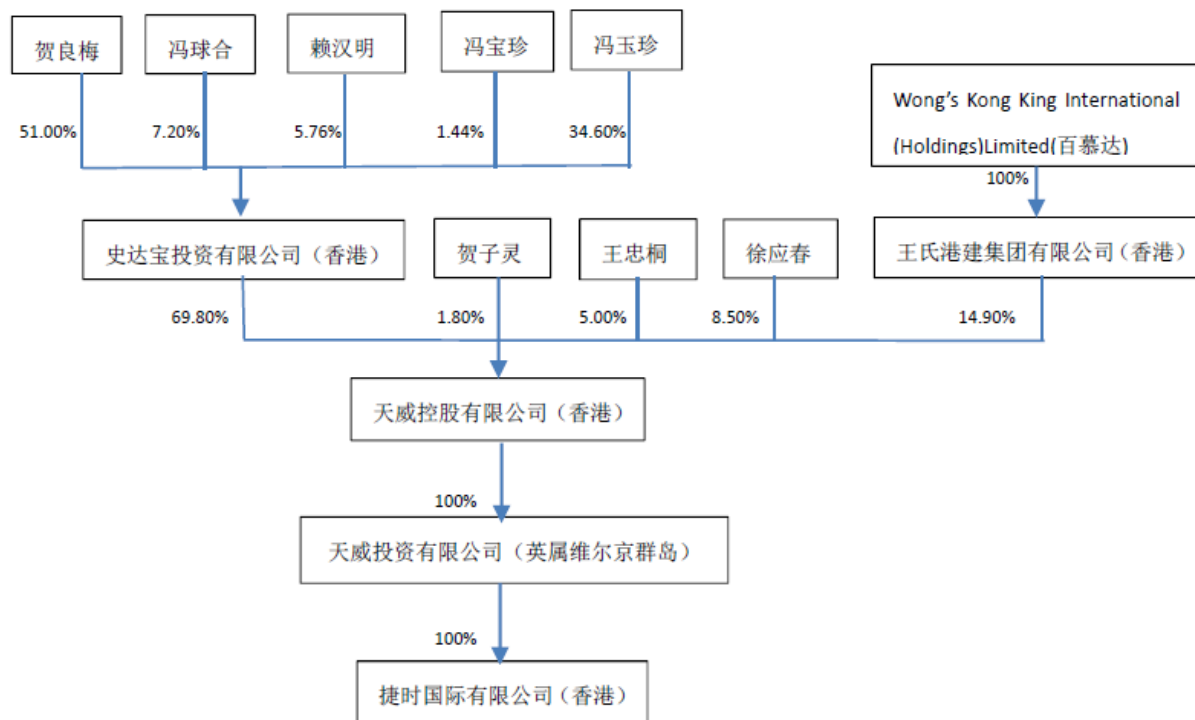 贺良梅
冯球合
赖汉明
冯宝珍
冯玉珍
Wong's Kong King International
(Holdings)Limited(百慕达)
51.00%
7.20%
5.76%
1.44%
34.60%
100%
史达宝投资有限公司（香港）
贺子灵
王忠桐
徐应春
王氏港建集团有限公司（香港）
69.80%
1.80%
5.00%
8.50%
14.90%
天威控股有限公司（香港）
100%
天威投资有限公司（英属维尔京群岛）
100%
捷时国际有限公司（香港）